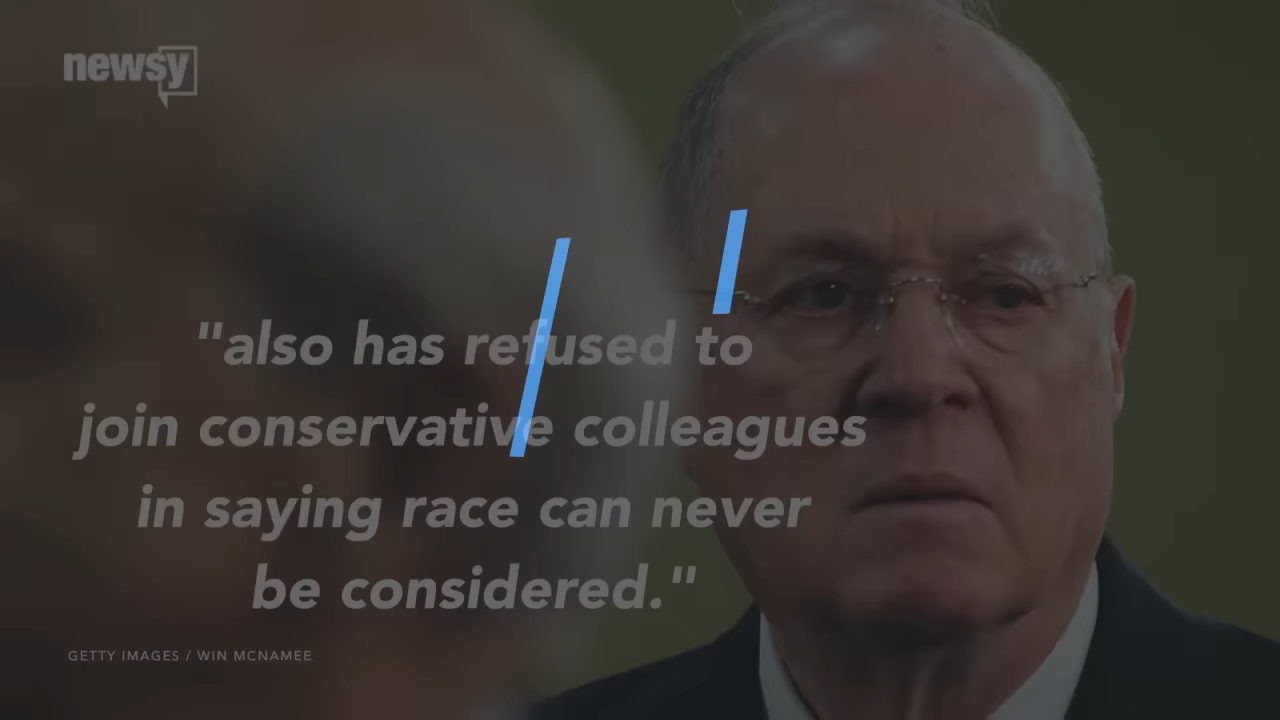 newsy
"also has refused to
join conservative colleagues
in saying race can never
be considered."
GETTY IMAGES / WIN MCNAMEE